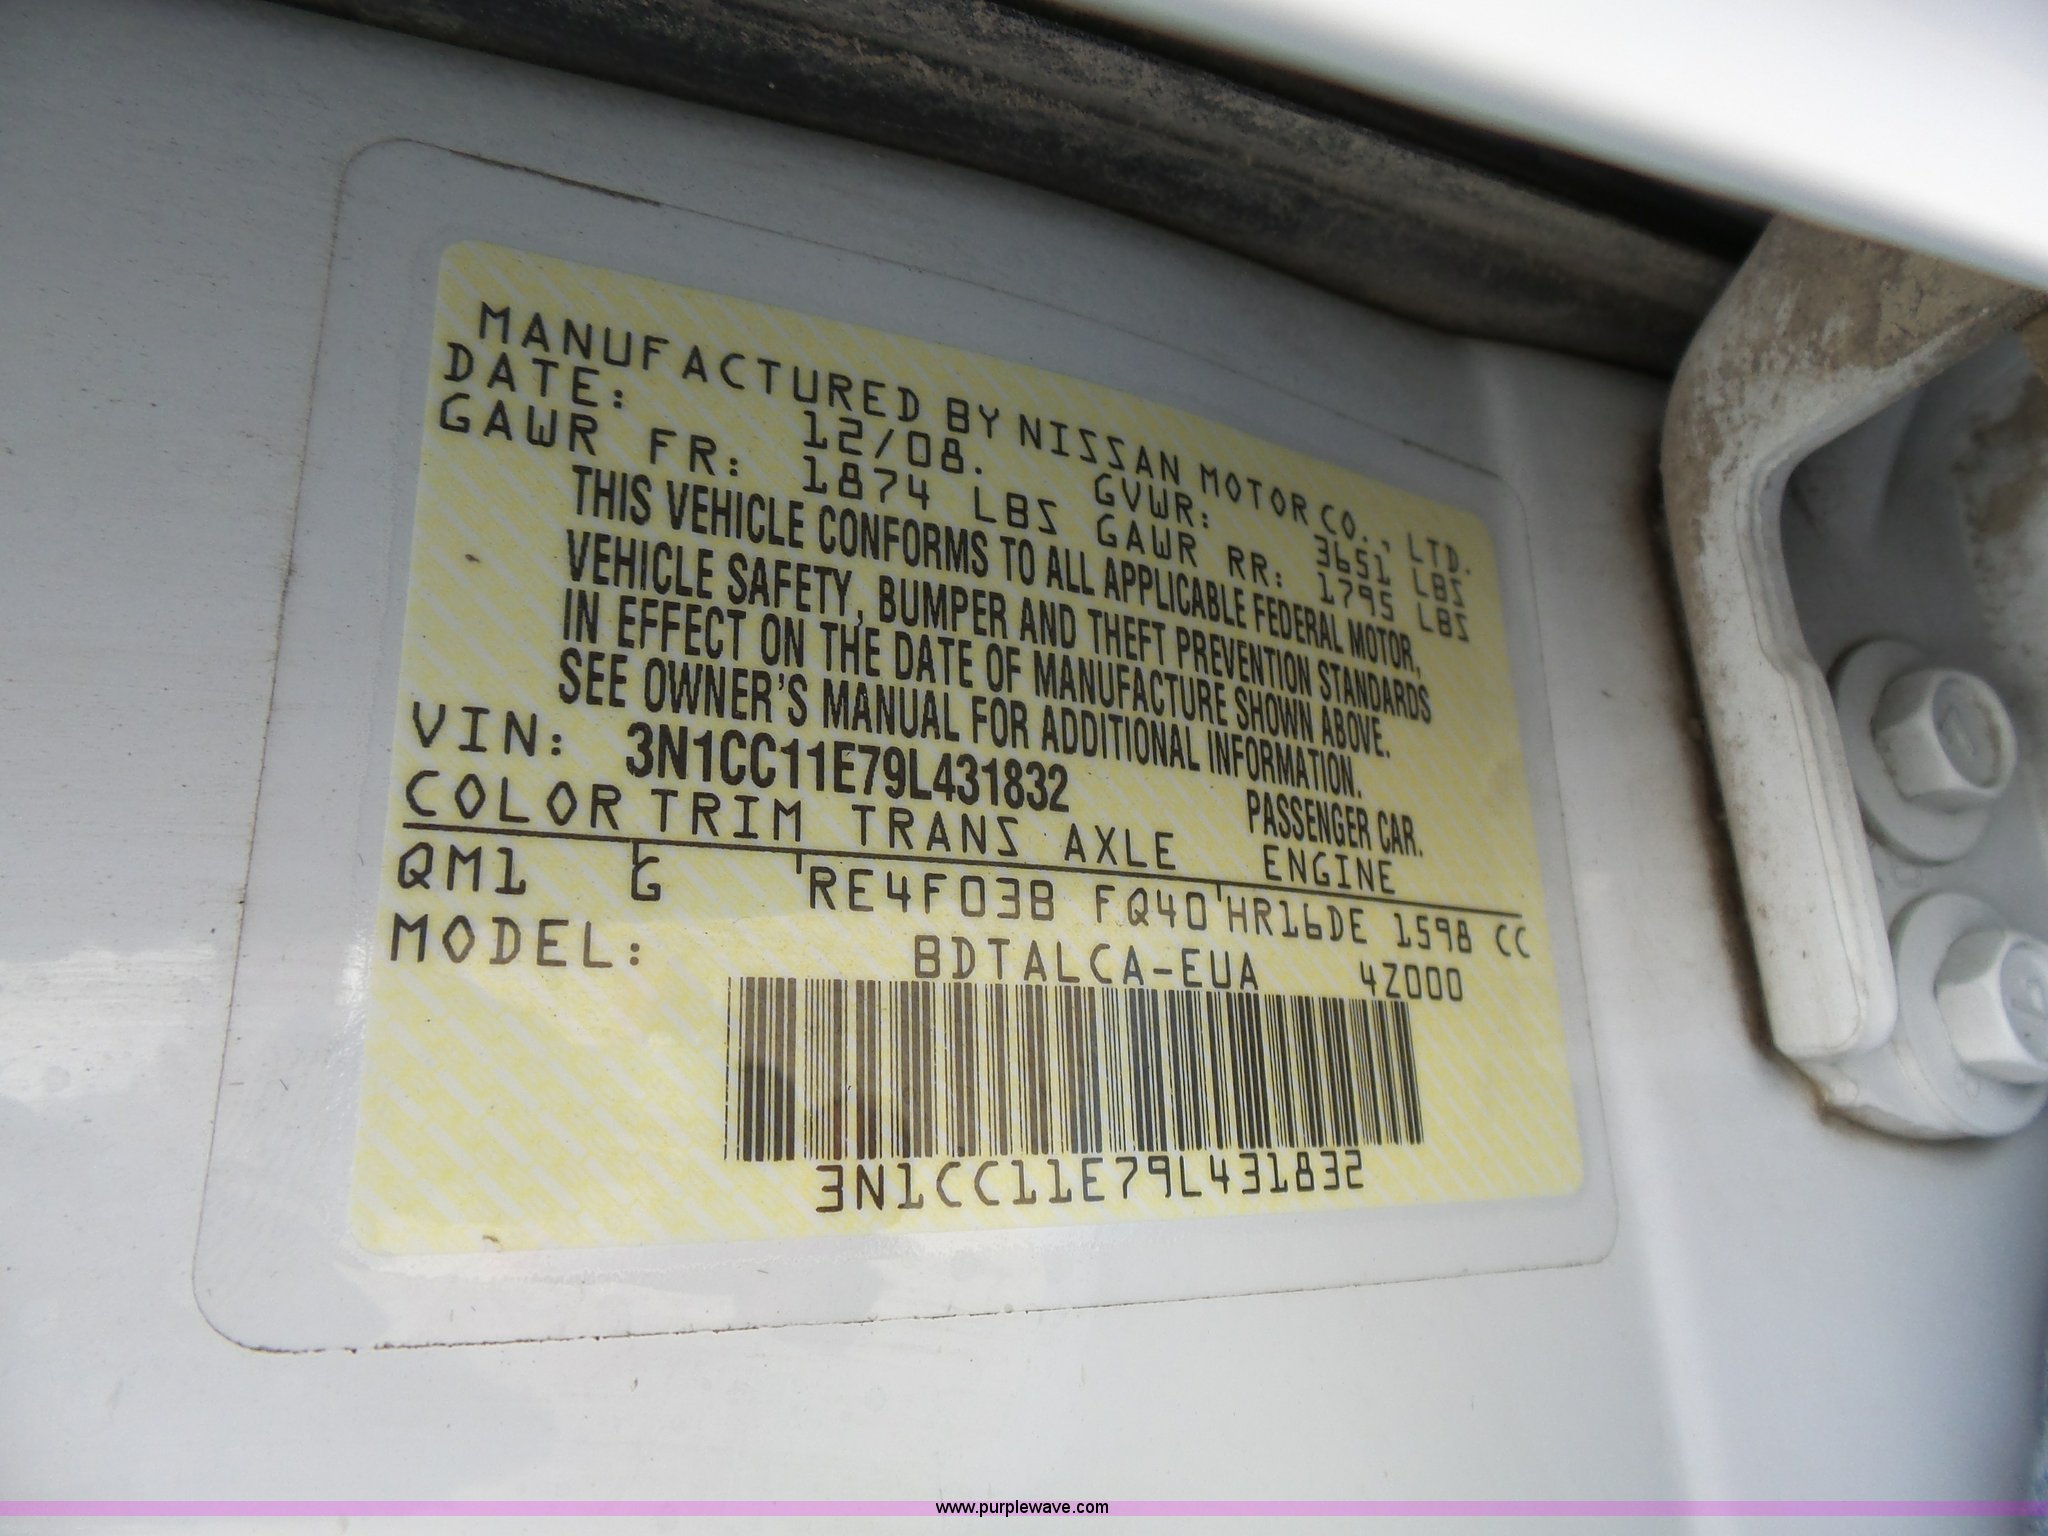 MANUFACTURED BY NISSAN MOTOR CO., LTD.
DATE: 12/08. GVWR: 3651 LBS
GAWR FR: 1874 LBS GAWR RR: 1795 LBS
THIS VEHICLE CONFORMS TO ALL APPLICABLE FEDERAL MOTOR,
VEHICLE SAFETY, BUMPER AND THEFT PREVENTION STANDARDS
IN EFFECT ON THE DATE OF MANUFACTURE SHOWN ABOVE.
SEE OWNER'S MANUAL FOR ADDITIONAL INFORMATION.
VIN: 3N1CC11E79L431832 PASSENGER CAR.
COLOR TRIM TRANS AXLE ENGINE
QM1 G RE4F03B FQ40 HR16DE 1598 CC
MODEL: BDTALCA-EUA 4Z000
3N1CC11E79L431832
www.purplewave.com